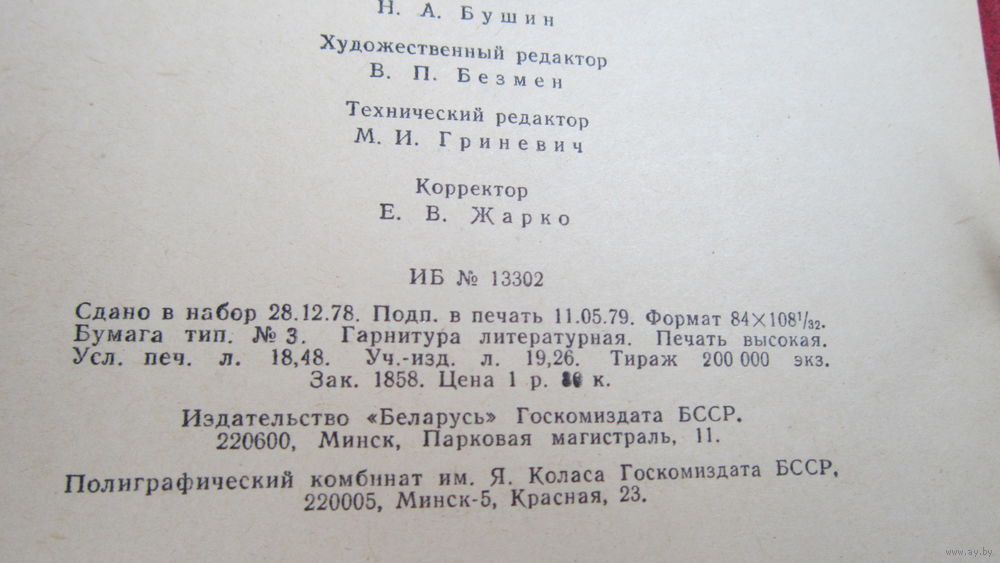 Н. А. Бушин
Художественный редактор
В. П. Безмен
Технический редактор
М. И. Гриневич
Корректор
Е. В. Жарко
ИБ № 13302
Сдано в набор 28.12.78. Подп. в печать 11.05.79. Формат 84×108¹/₃₂.
Бумага тип. № 3. Гарнитура литературная. Печать высокая.
Усл. печ. л. 18,48. Уч.-изд. л. 19,26. Тираж 200 000 экз.
Зак. 1858. Цена 1 р. к.
Издательство «Беларусь» Госкомиздата БССР.
220600, Минск, Парковая магистраль, 11.
Полиграфический комбинат им. Я. Коласа Госкомиздата БССР,
220005, Минск-5, Красная, 23.
www.ay.by